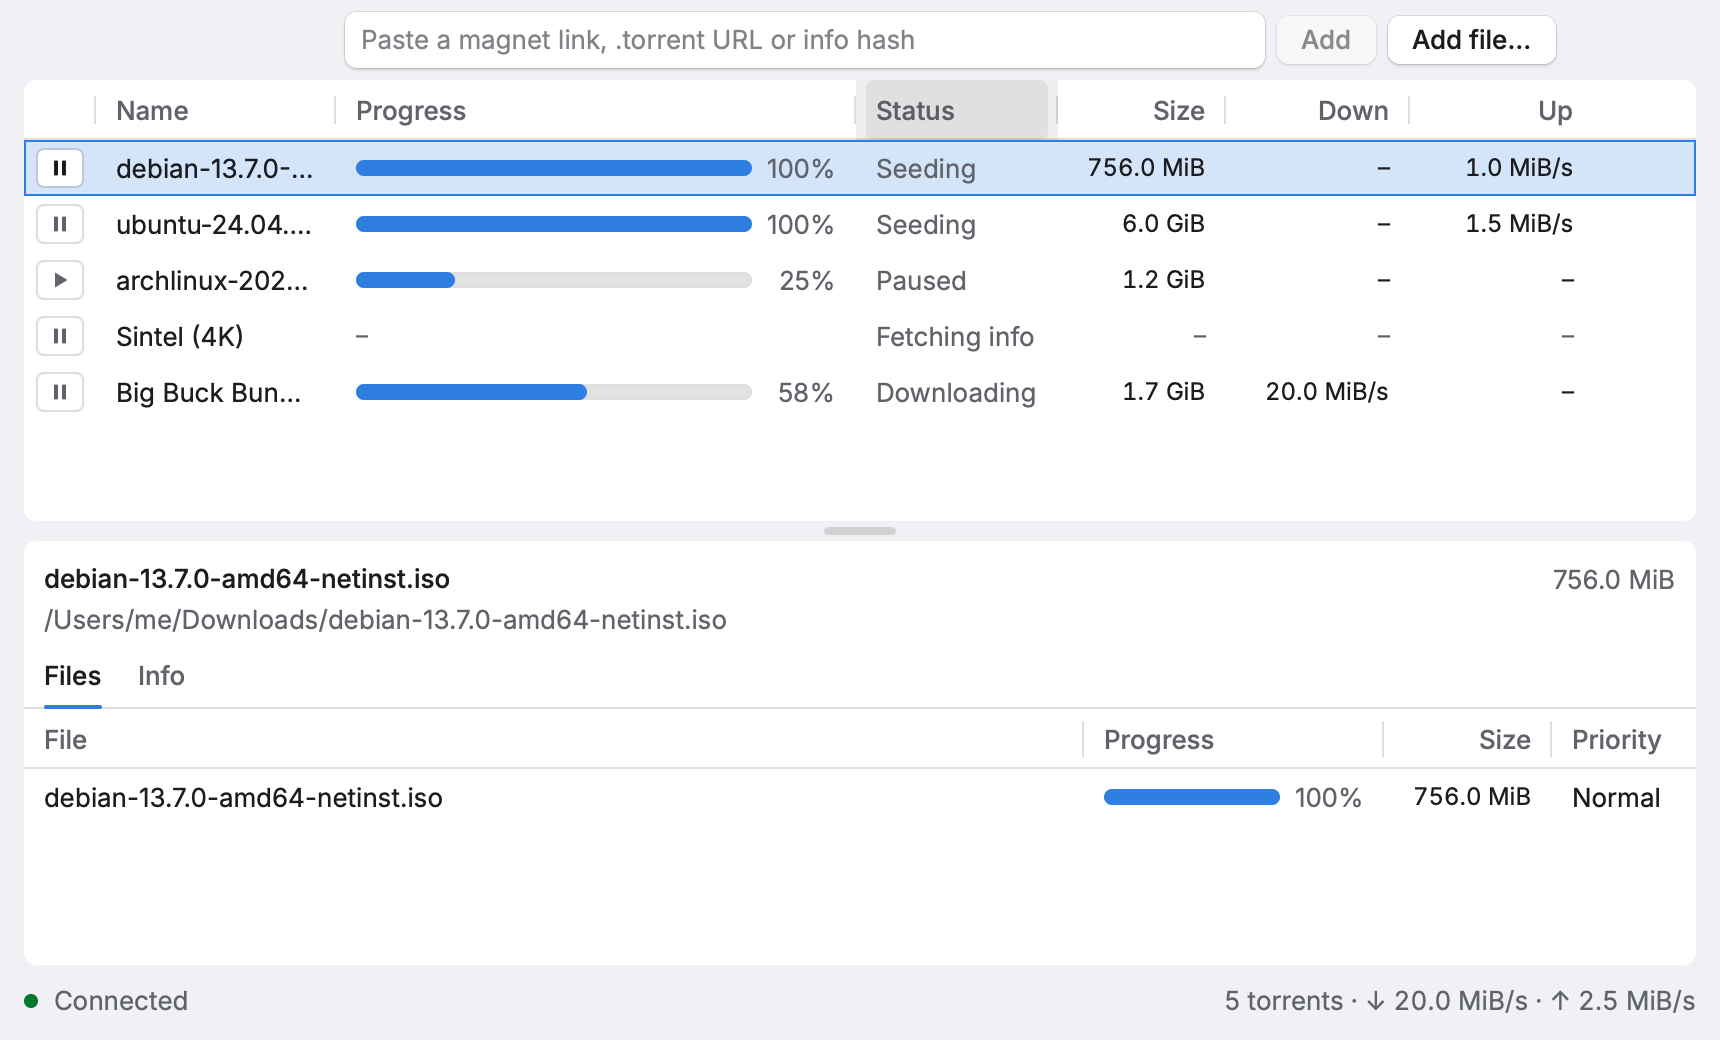 Paste a magnet link, .torrent URL or info hash Add Add file...
Name Progress Status Size Down Up
debian-13.7.0-... 100% Seeding 756.0 MiB – 1.0 MiB/s
ubuntu-24.04.... 100% Seeding 6.0 GiB – 1.5 MiB/s
archlinux-202... 25% Paused 1.2 GiB – –
Sintel (4K) – Fetching info – – –
Big Buck Bun... 58% Downloading 1.7 GiB 20.0 MiB/s –
debian-13.7.0-amd64-netinst.iso 756.0 MiB
/Users/me/Downloads/debian-13.7.0-amd64-netinst.iso
Files Info
File Progress Size Priority
debian-13.7.0-amd64-netinst.iso 100% 756.0 MiB Normal
Connected 5 torrents · ↓ 20.0 MiB/s · ↑ 2.5 MiB/s